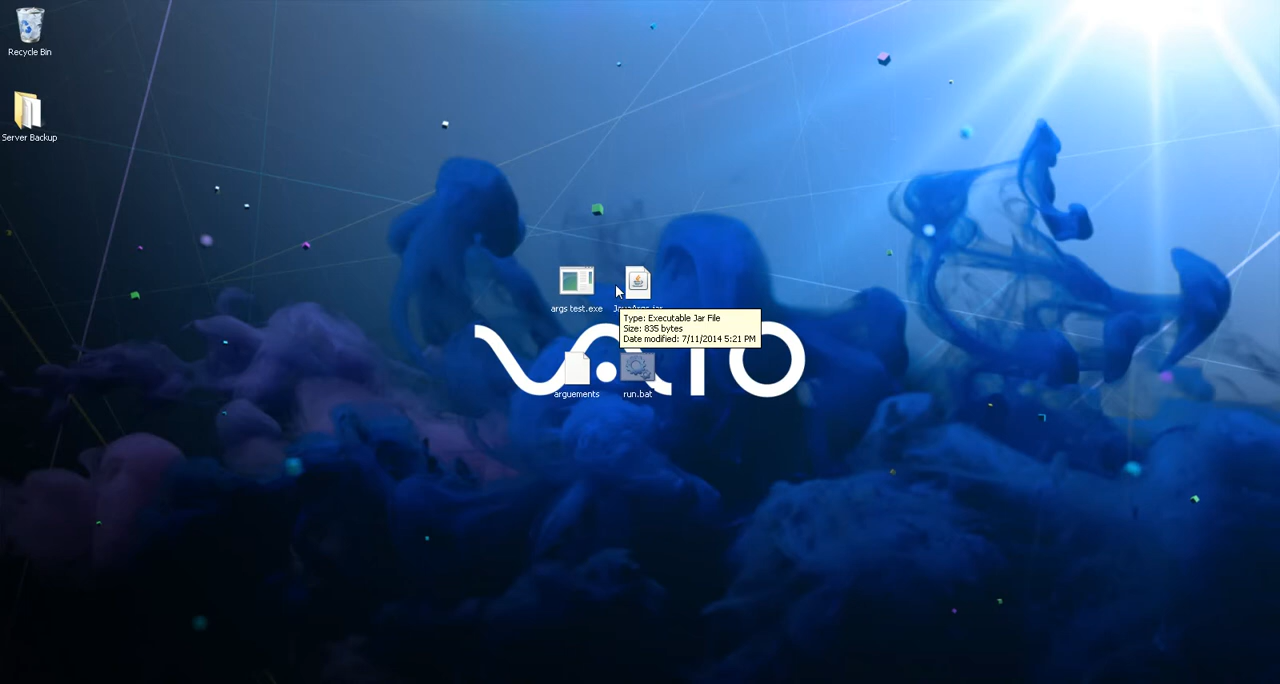 Recycle Bin
Server Backup
args test.exe
Type: Executable Jar File
Size: 835 bytes
Date modified: 7/11/2014 5:21 PM
VAIO
arguements
run.bat